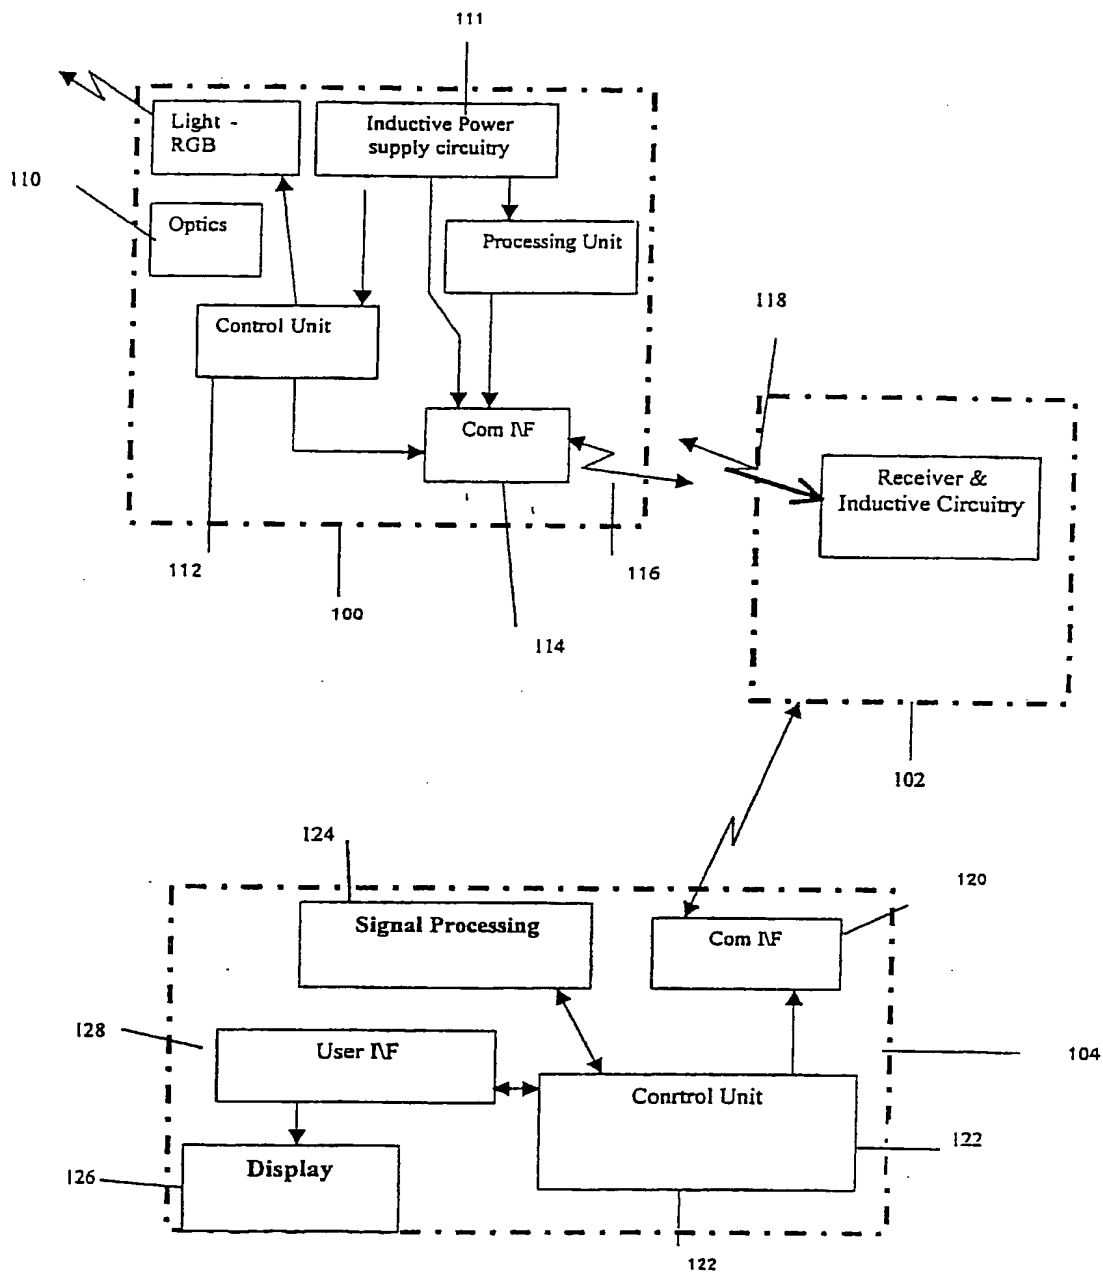 111
Light -
RGB
Inductive Power
supply circuitry
110
Optics
Processing Unit
118
Control Unit
Com I\F
Receiver &
Inductive Circuitry
112
116
100
114
102
124
120
Signal Processing
Com I\F
128
User I\F
104
Conrtrol Unit
122
Display
126
122